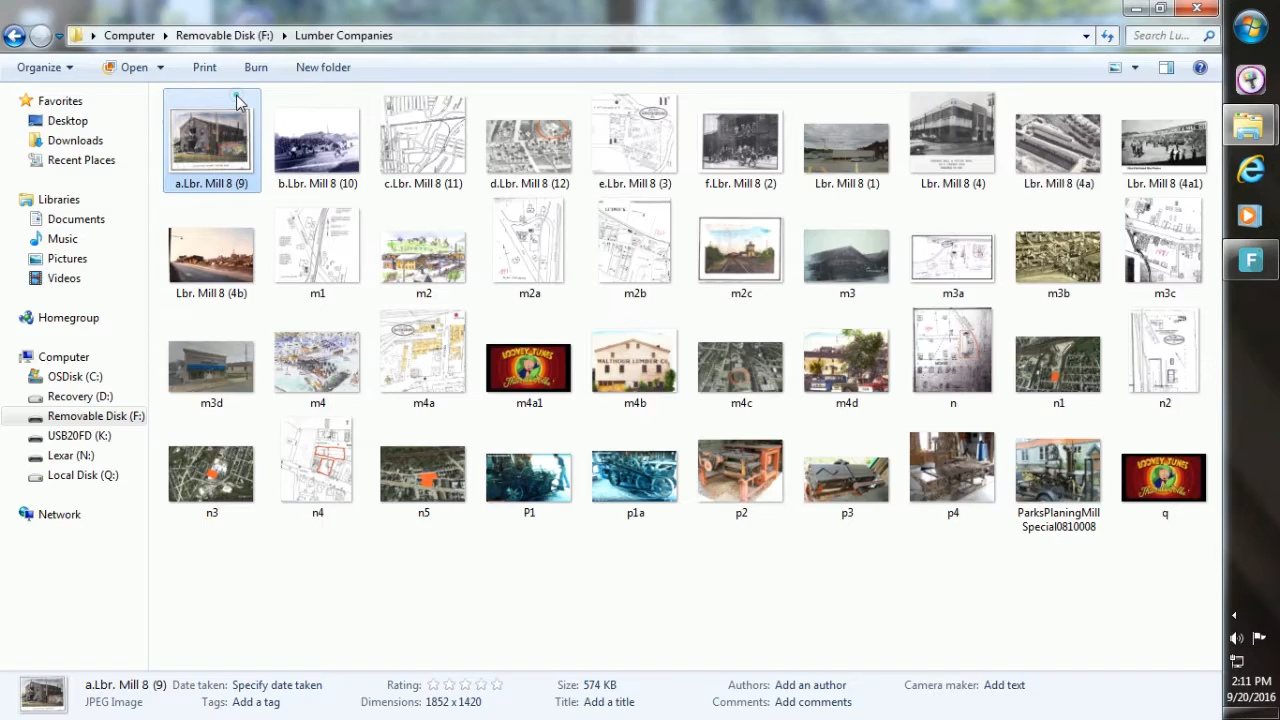 Computer Removable Disk (F:) Lumber Companies Search Lu...
Organize Open Print Burn New folder
Favorites
Desktop
Downloads
Recent Places
Libraries
Documents
Music
Pictures
Videos
Homegroup
Computer
OSDisk (C:)
Recovery (D:)
Removable Disk (F:)
USB20FD (K:)
Lexar (N:)
Local Disk (Q:)
Network
a.Lbr. Mill 8 (9) b.Lbr. Mill 8 (10) c.Lbr. Mill 8 (11) d.Lbr. Mill 8 (12) e.Lbr. Mill 8 (3) f.Lbr. Mill 8 (2) Lbr. Mill 8 (1) Lbr. Mill 8 (4) Lbr. Mill 8 (4a) Lbr. Mill 8 (4a1)
Lbr. Mill 8 (4b) m1 m2 m2a m2b m2c m3 m3a m3b m3c
LOONEY TUNES
WALTHOUR LUMBER CO.
m3d m4 m4a m4a1 m4b m4c m4d n n1 n2
LOONEY TUNES
n3 n4 n5 P1 p1a p2 p3 p4 ParksPlaningMill q
Special0810008
a.Lbr. Mill 8 (9) Date taken: Specify date taken Rating: Size: 574 KB Authors: Add an author Camera maker: Add text
JPEG Image Tags: Add a tag Dimensions: 1852 x 1420 Title: Add a title Comments: Add comments
F
2:11 PM
9/20/2016